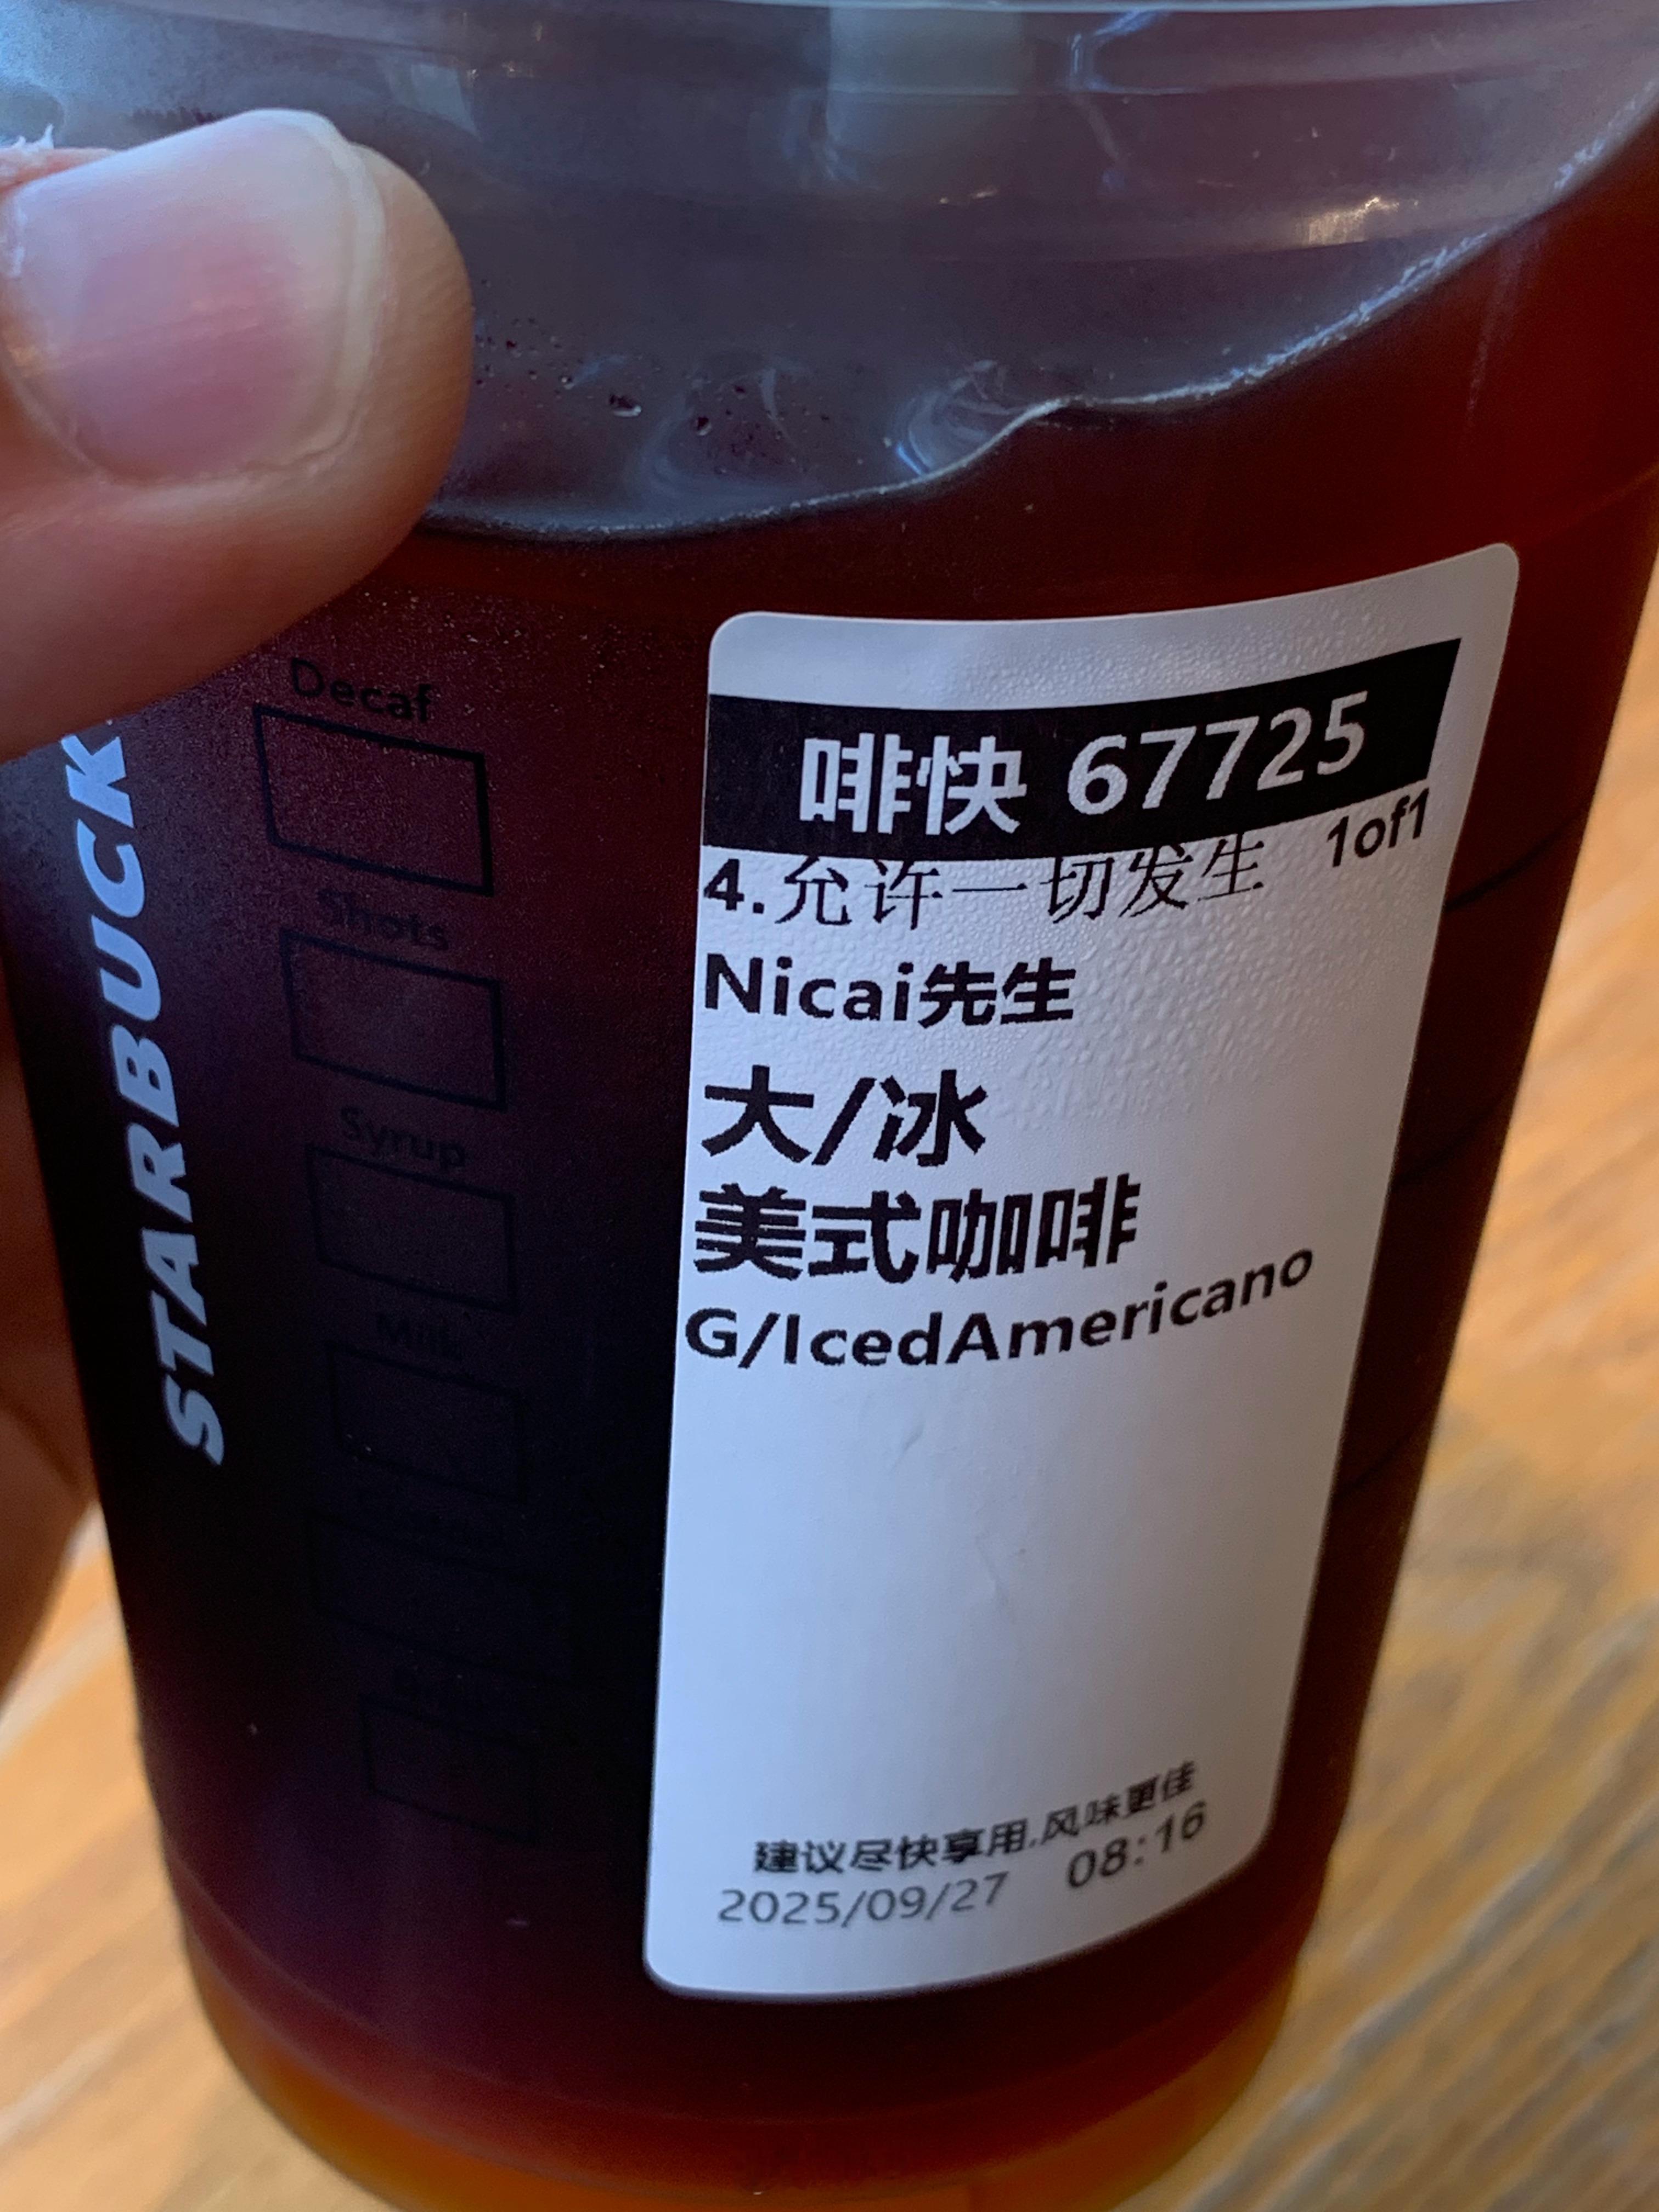 STARBUCK
Decaf
Shots
Syrup
Milk
啡快 67725
1of1
4.允许一切发生
Nicai先生
大/冰
美式咖啡
G/IcedAmericano
建议尽快享用,风味更佳
2025/09/27 08:16